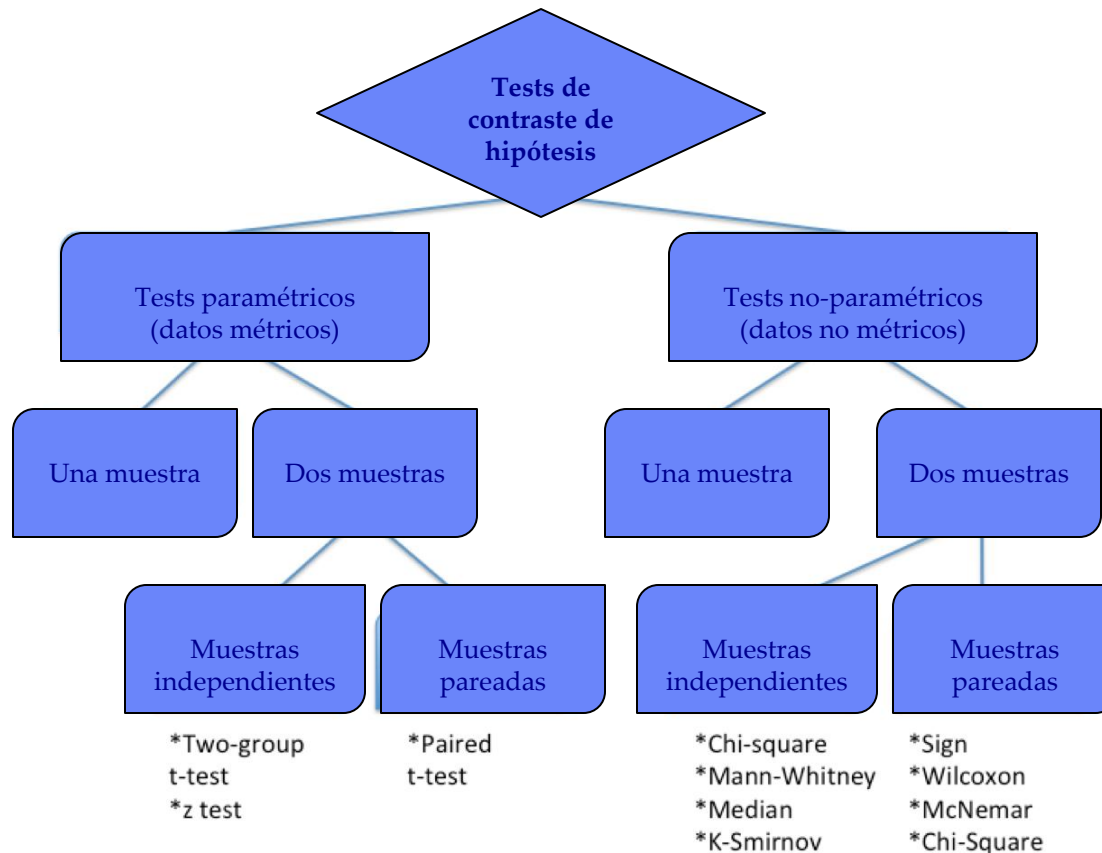 Tests de
contraste de
hipótesis
Tests paramétricos
(datos métricos)
Tests no-paramétricos
(datos no métricos)
Una muestra
Dos muestras
Una muestra
Dos muestras
Muestras
independientes
Muestras
pareadas
Muestras
independientes
Muestras
pareadas
*Two-group
t-test
*z test
*Paired
t-test
*Chi-square
*Mann-Whitney
*Median
*K-Smirnov
*Sign
*Wilcoxon
*McNemar
*Chi-Square